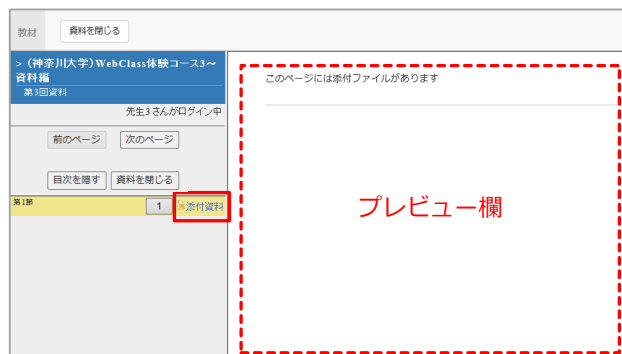 教材
資料を閉じる
> (神奈川大学)WebClass体験コース3～
資料編
第3回資料
先生3さんがログイン中
前のページ
次のページ
目次を隠す
資料を閉じる
第1節
1
添付資料
このページには添付ファイルがあります
プレビュー欄